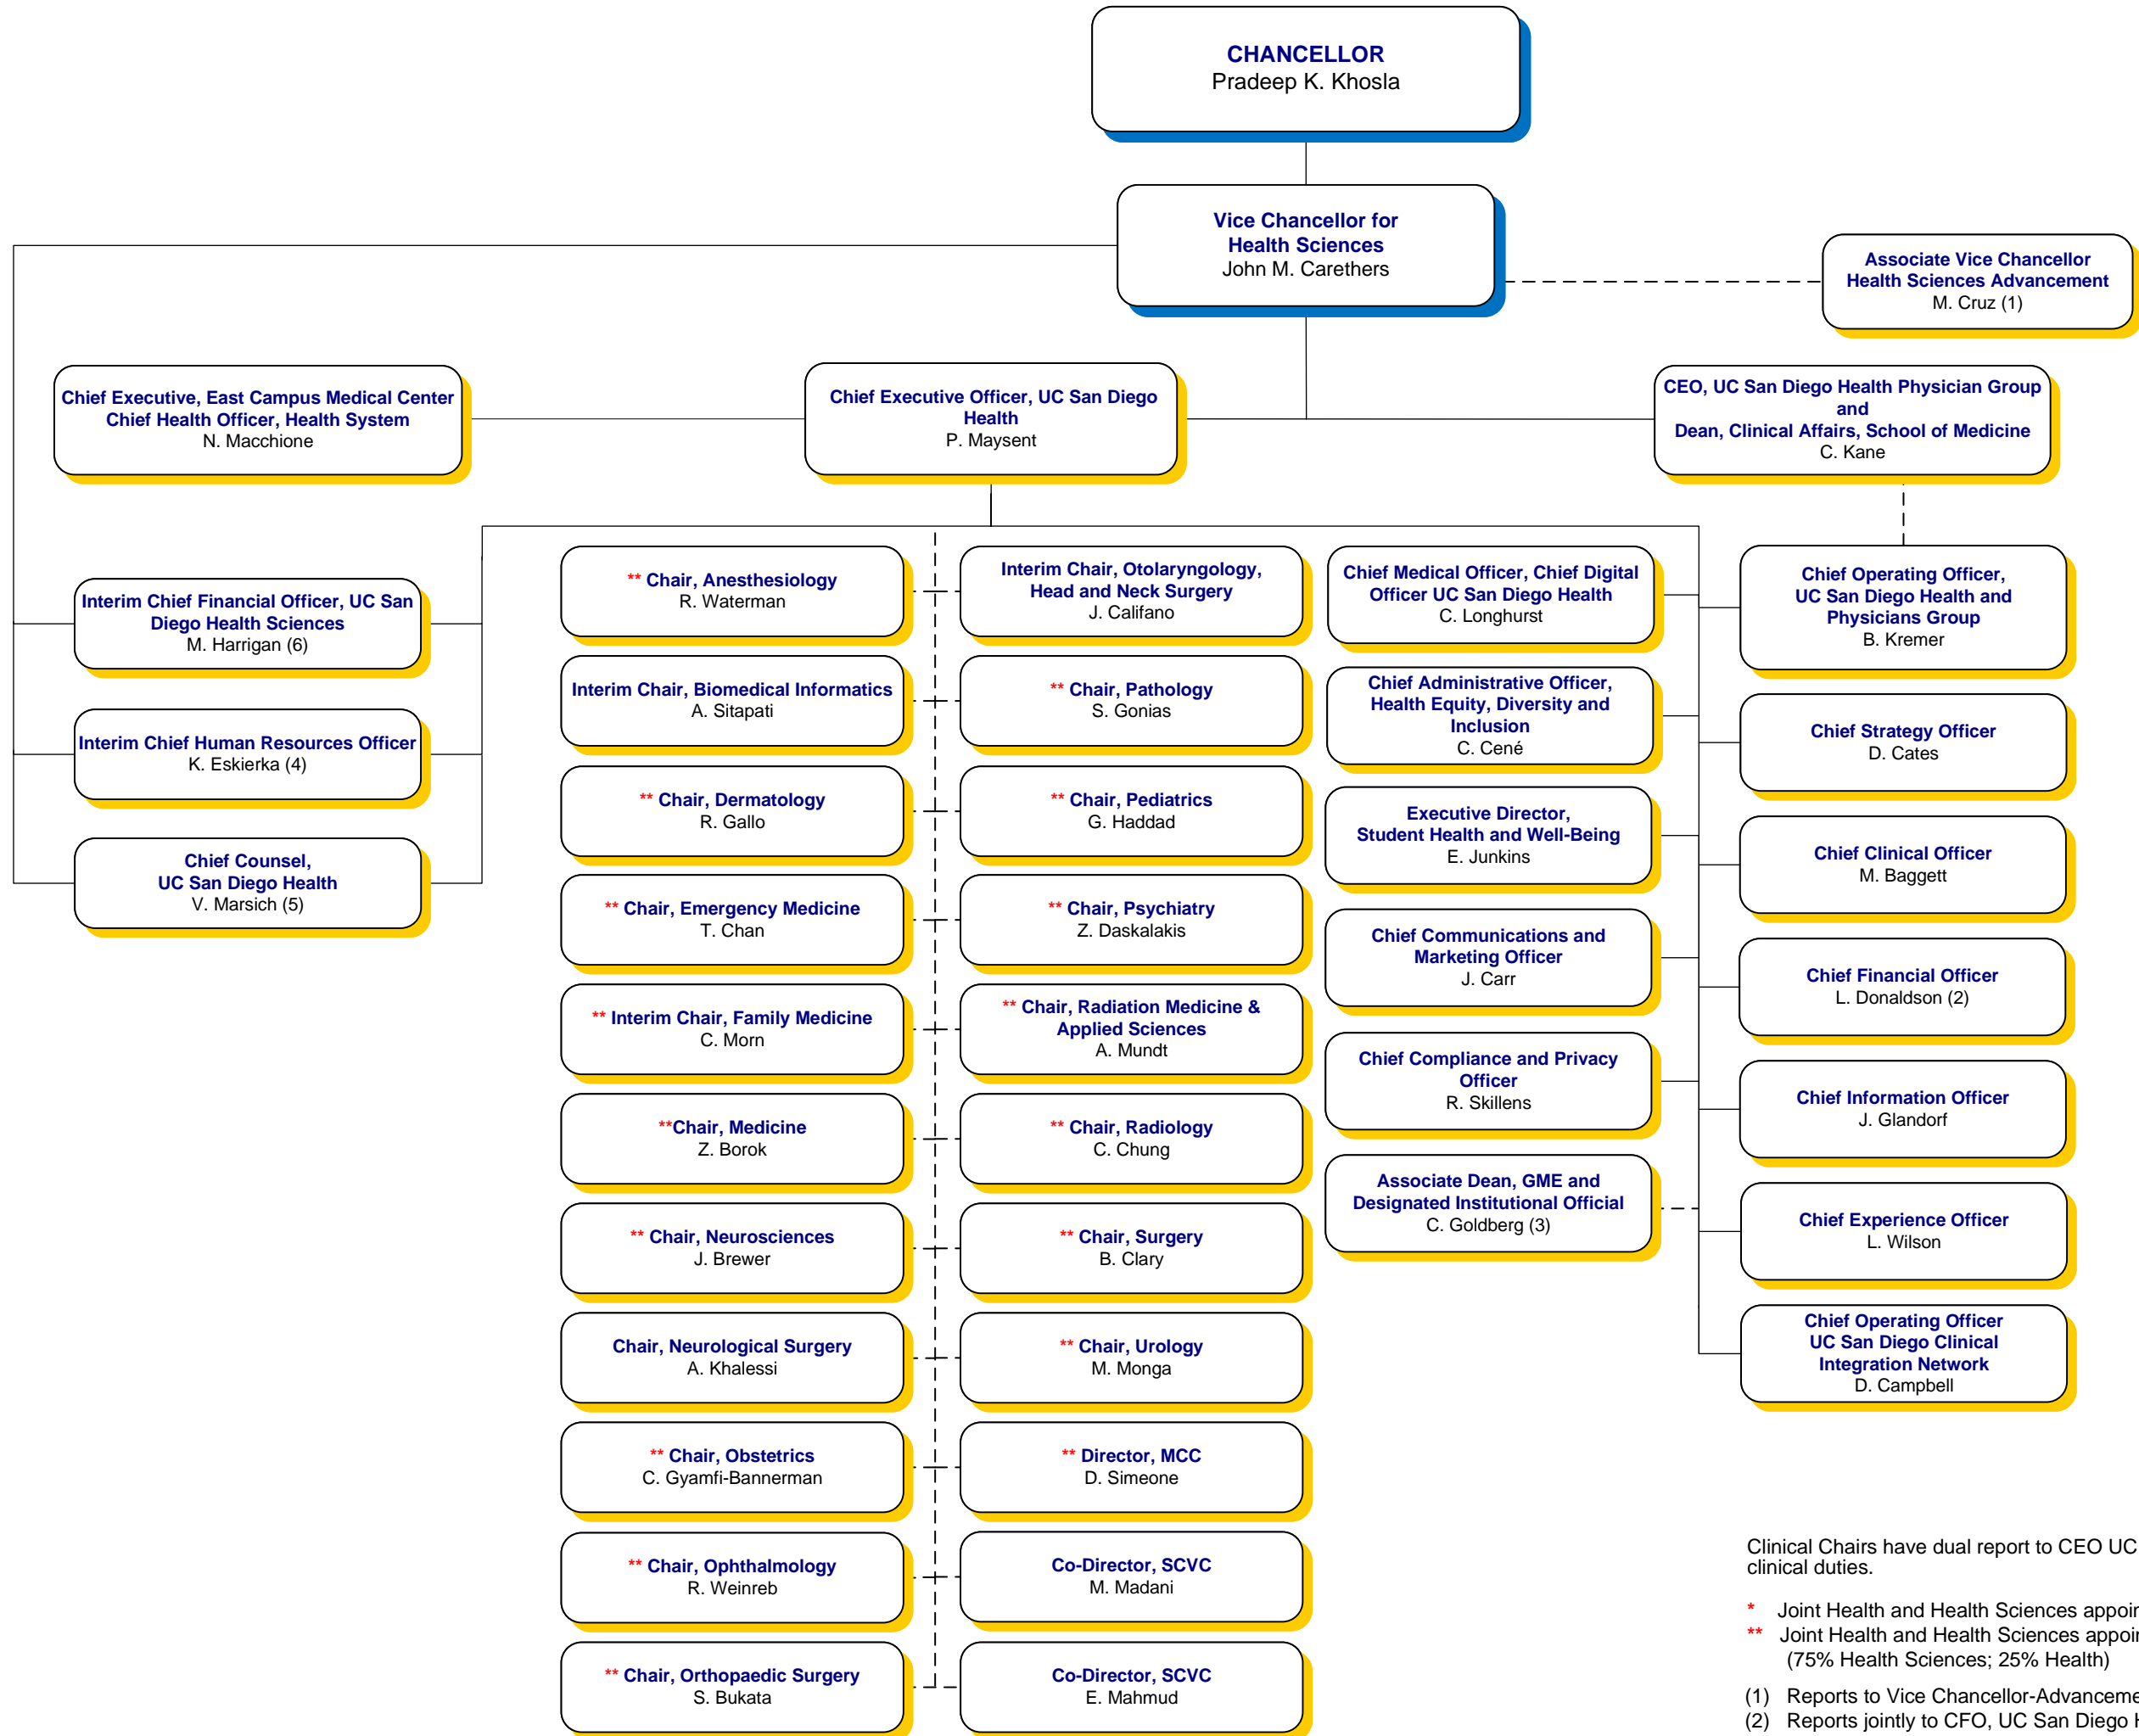 CHANCELLOR
Pradeep K. Khosla
Vice Chancellor for
Health Sciences
John M. Carethers
Associate Vice Chancellor
Health Sciences Advancement
M. Cruz (1)
Chief Executive, East Campus Medical Center
Chief Health Officer, Health System
N. Macchione
Chief Executive Officer, UC San Diego
Health
P. Maysent
CEO, UC San Diego Health Physician Group
and
Dean, Clinical Affairs, School of Medicine
C. Kane
Interim Chief Financial Officer, UC San
Diego Health Sciences
M. Harrigan (6)
Interim Chief Human Resources Officer
K. Eskierka (4)
Chief Counsel,
UC San Diego Health
V. Marsich (5)
** Chair, Anesthesiology
R. Waterman
Interim Chair, Biomedical Informatics
A. Sitapati
** Chair, Dermatology
R. Gallo
** Chair, Emergency Medicine
T. Chan
** Interim Chair, Family Medicine
C. Morn
**Chair, Medicine
Z. Borok
** Chair, Neurosciences
J. Brewer
Chair, Neurological Surgery
A. Khalessi
** Chair, Obstetrics
C. Gyamfi-Bannerman
** Chair, Ophthalmology
R. Weinreb
** Chair, Orthopaedic Surgery
S. Bukata
Interim Chair, Otolaryngology,
Head and Neck Surgery
J. Califano
** Chair, Pathology
S. Gonias
** Chair, Pediatrics
G. Haddad
** Chair, Psychiatry
Z. Daskalakis
** Chair, Radiation Medicine &
Applied Sciences
A. Mundt
** Chair, Radiology
C. Chung
** Chair, Surgery
B. Clary
** Chair, Urology
M. Monga
** Director, MCC
D. Simeone
Co-Director, SCVC
M. Madani
Co-Director, SCVC
E. Mahmud
Chief Medical Officer, Chief Digital
Officer UC San Diego Health
C. Longhurst
Chief Administrative Officer,
Health Equity, Diversity and
Inclusion
C. Cené
Executive Director,
Student Health and Well-Being
E. Junkins
Chief Communications and
Marketing Officer
J. Carr
Chief Compliance and Privacy
Officer
R. Skillens
Associate Dean, GME and
Designated Institutional Official
C. Goldberg (3)
Chief Operating Officer,
UC San Diego Health and
Physicians Group
B. Kremer
Chief Strategy Officer
D. Cates
Chief Clinical Officer
M. Baggett
Chief Financial Officer
L. Donaldson (2)
Chief Information Officer
J. Glandorf
Chief Experience Officer
L. Wilson
Chief Operating Officer
UC San Diego Clinical
Integration Network
D. Campbell
Clinical Chairs have dual report to CEO UC
clinical duties.
* Joint Health and Health Sciences
** Joint Health and Health Sciences
(75% Health Sciences; 25% Health)
(1) Reports to Vice
(2) Reports jointly to CFO, UC San Diego